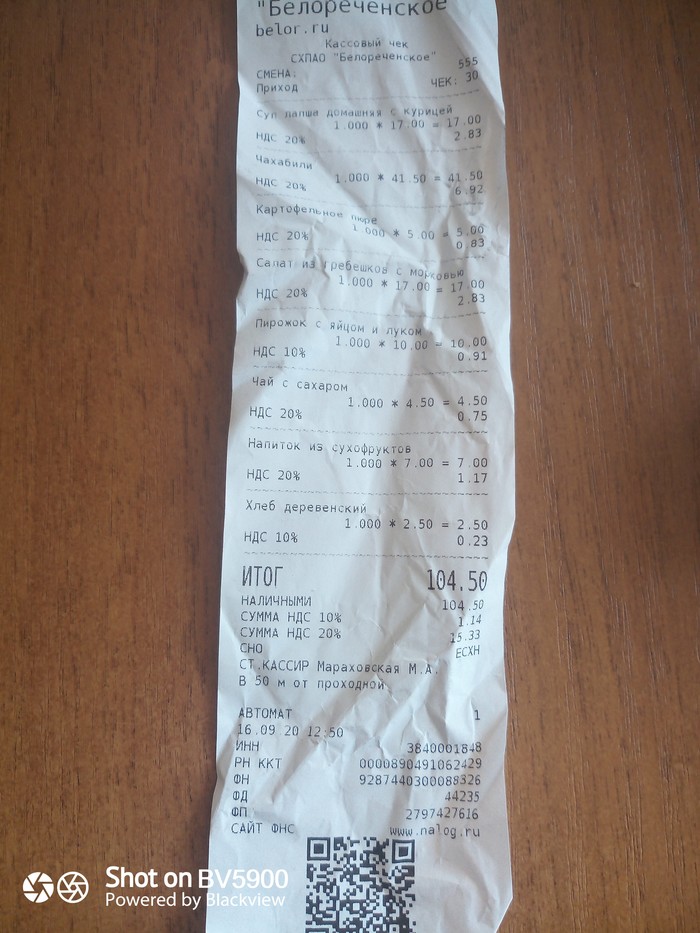 "Белореченское"
belor.ru
Кассовый чек
СХПАО "Белореченское"
СМЕНА: 555
Приход ЧЕК: 30
Суп лапша домашняя с курицей
1.000 * 17.00 = 17.00
НДС 20% 2.83
Чахабили
1.000 * 41.50 = 41.50
НДС 20% 6.92
Картофельное пюре
1.000 * 5.00 = 5.00
НДС 20% 0.83
Салат из гребешков с морковью
1.000 * 17.00 = 17.00
НДС 20% 2.83
Пирожок с яйцом и луком
1.000 * 10.00 = 10.00
НДС 10% 0.91
Чай с сахаром
1.000 * 4.50 = 4.50
НДС 20% 0.75
Напиток из сухофруктов
1.000 * 7.00 = 7.00
НДС 20% 1.17
Хлеб деревенский
1.000 * 2.50 = 2.50
НДС 10% 0.23
ИТОГ 104.50
НАЛИЧНЫМИ 104.50
СУММА НДС 10% 1.14
СУММА НДС 20% 15.33
СНО ЕСХН
СТ.КАССИР Мараховская М.А.
В 50 м от проходной
АВТОМАТ 1
16.09.20 12:50
ИНН 3840001848
РН ККТ 0000890491062429
ФН 9287440300088326
ФД 44235
ФП 2797427616
САЙТ ФНС www.nalog.ru
Shot on BV5900
Powered by Blackview